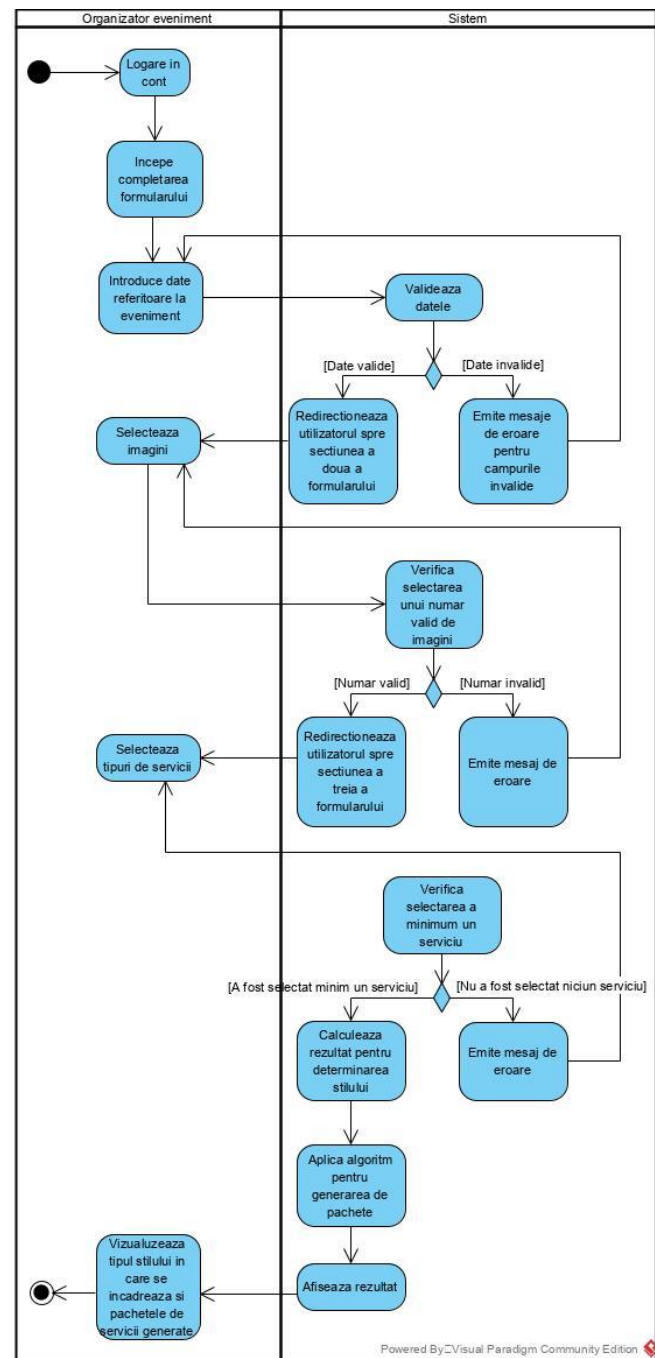 Organizator eveniment
Sistem
Logare in
cont
Incepe
completarea
formularului
Introduce date
referitoare la
eveniment
Valideaza
datele
[Date valide]
[Date invalide]
Redirectioneaza
utilizatorul spre
sectiunea a
doua a
formularului
Emite mesaje
de eroare
pentru
campurile
invalide
Selecteaza
imagini
Verifica
selectarea
unui numar
valid de
imagini
[Numar valid]
[Numar invalid]
Redirectioneaza
utilizatorul spre
sectiunea a
treia a
formularului
Emite mesaj de
eroare
Selecteaza
tipuri de servicii
Verifica
selectarea a
minimum un
serviciu
[A fost selectat minim un serviciu]
[Nu a fost selectat niciun serviciu]
Calculeaza
rezultat pentru
determinarea
stilului
Emite mesaj de
eroare
Aplica algoritm
pentru
generarea de
pachete
Afiseaza rezultat
Vizualuzeaza
tipul stilului in
care se
incadreaza si
pachetele de
servicii generate
Powered By Visual Paradigm Community Edition